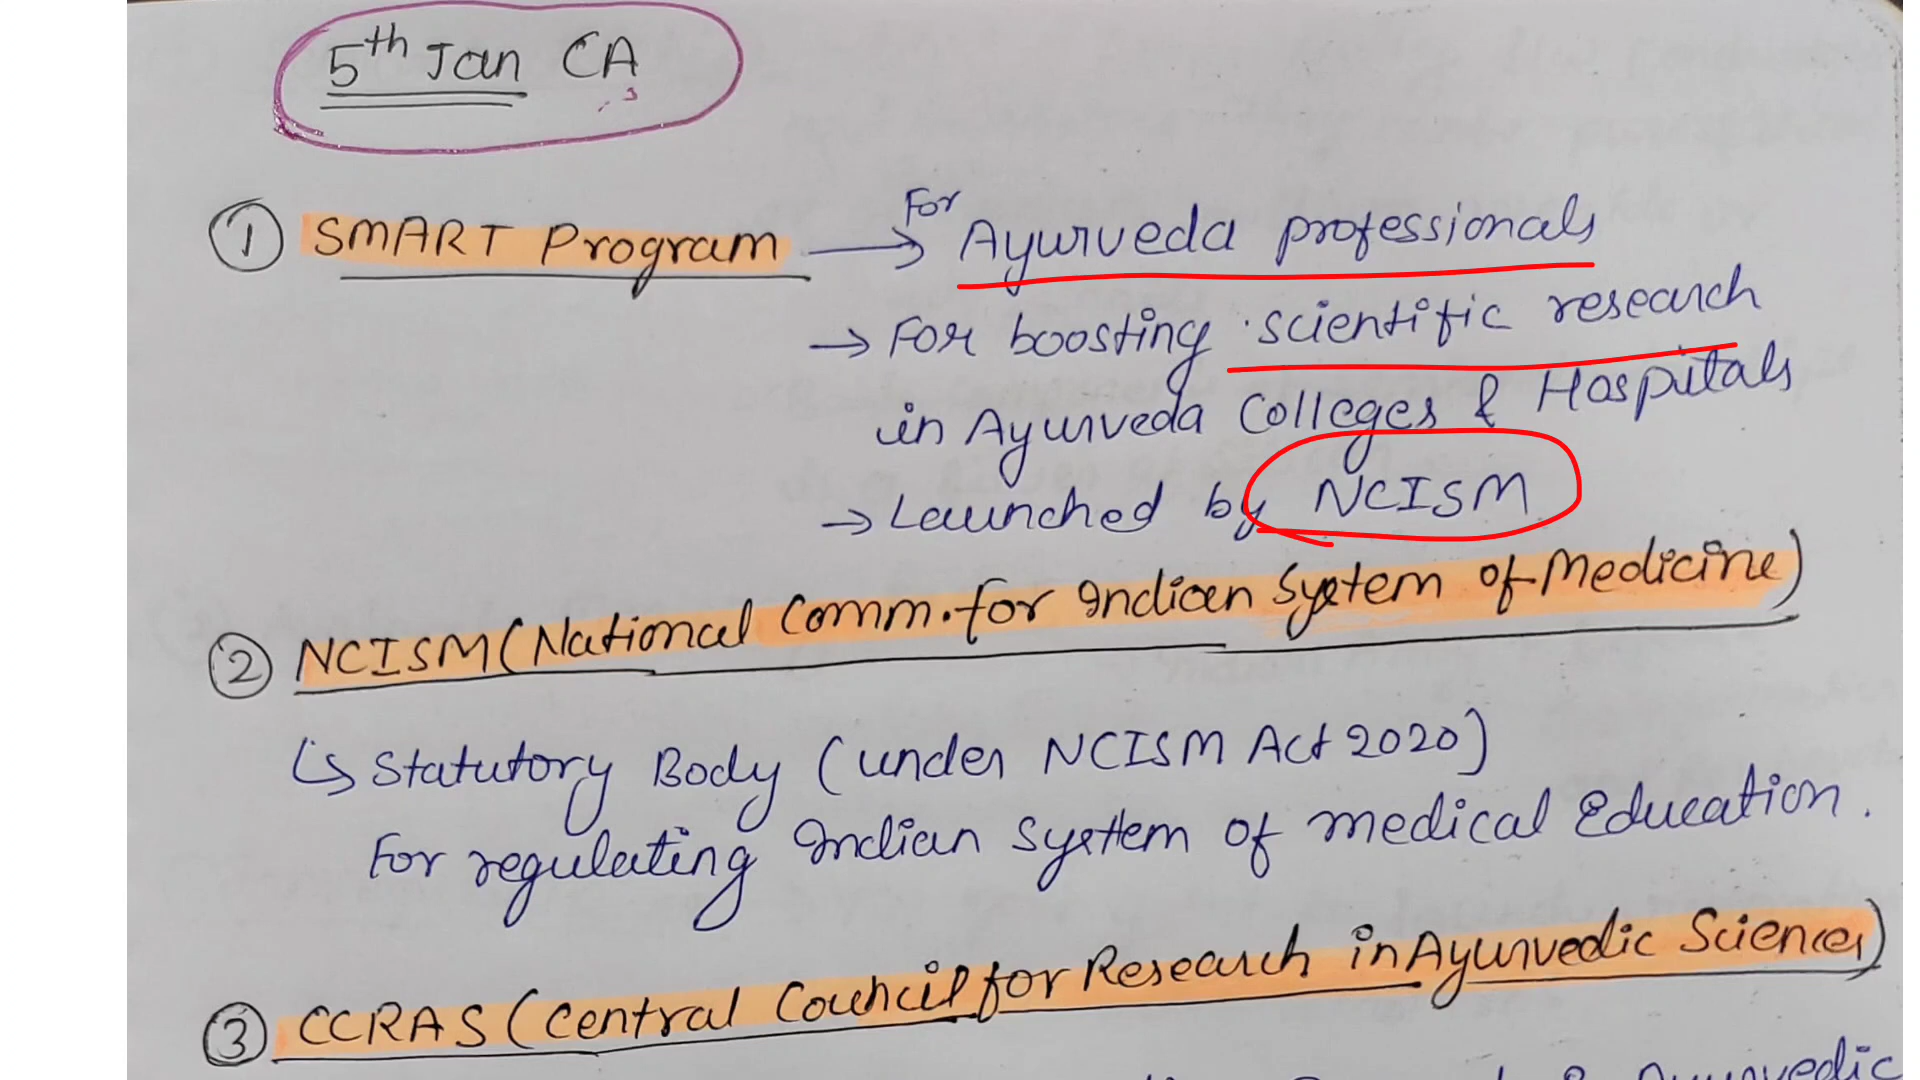 5th Jan CA
① SMART Program → For Ayurveda professionals
→ For boosting scientific research
in Ayurveda Colleges & Hospitals
→ Launched by NCISM
② NCISM (National Comm. for Indian System of Medicine)
↳ Statutory Body (under NCISM Act 2020)
For regulating Indian System of medical Education.
③ CCRAS (Central Council for Research in Ayurvedic Sciences)
& Ayurvedic